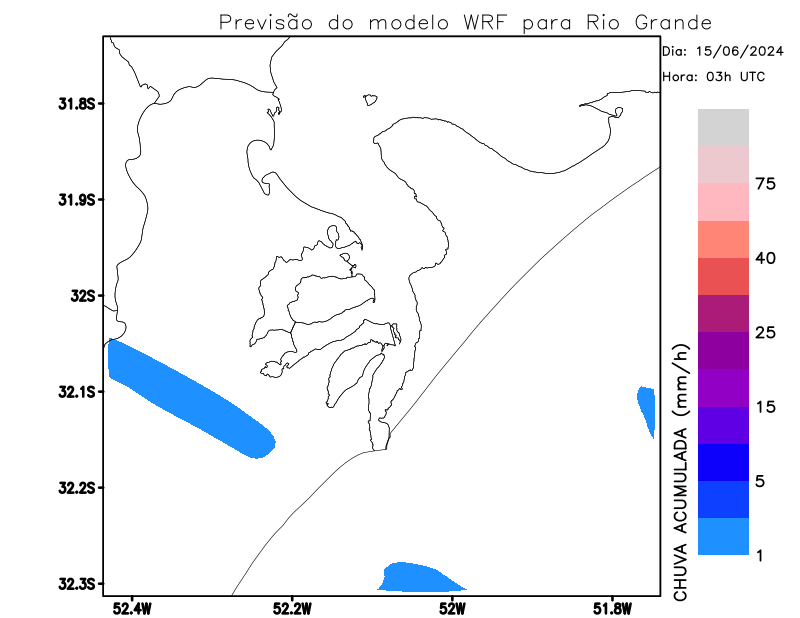 Previsão do modelo WRF para Rio Grande
Dia: 15/06/2024
Hora: 03h UTC
31.8S
31.9S
32S
32.1S
32.2S
32.3S
52.4W
52.2W
52W
51.8W
CHUVA ACUMULADA (mm/h)
75
40
25
15
5
1